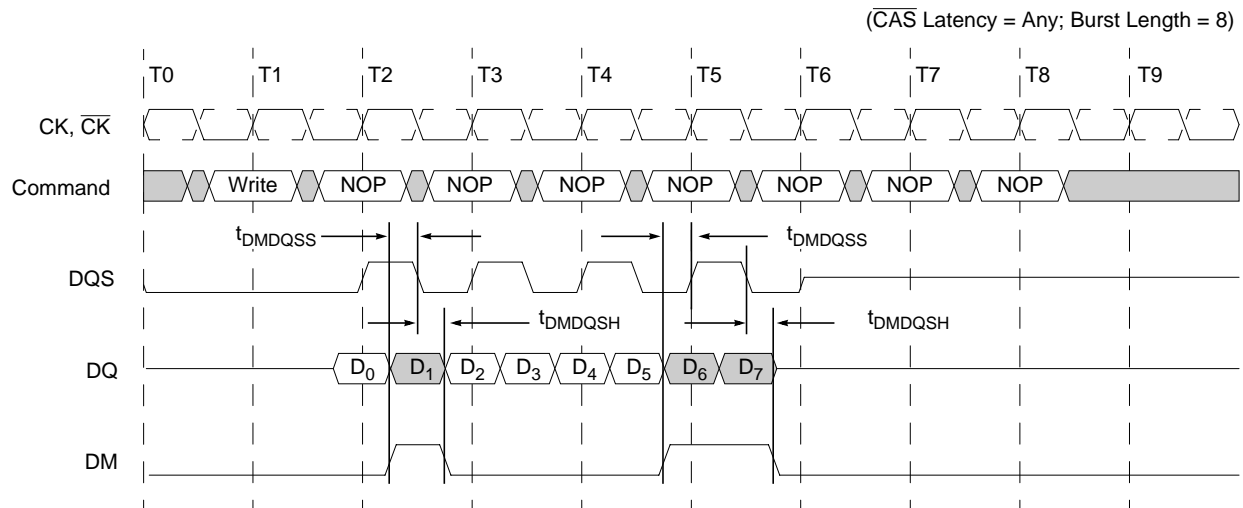 (C̅A̅S̅ Latency = Any; Burst Length = 8)
T0 T1 T2 T3 T4 T5 T6 T7 T8 T9
CK, C̅K̅
Command Write NOP NOP NOP NOP NOP NOP NOP
tDMDQSS tDMDQSS
DQS
tDMDQSH tDMDQSH
DQ D0 D1 D2 D3 D4 D5 D6 D7
DM